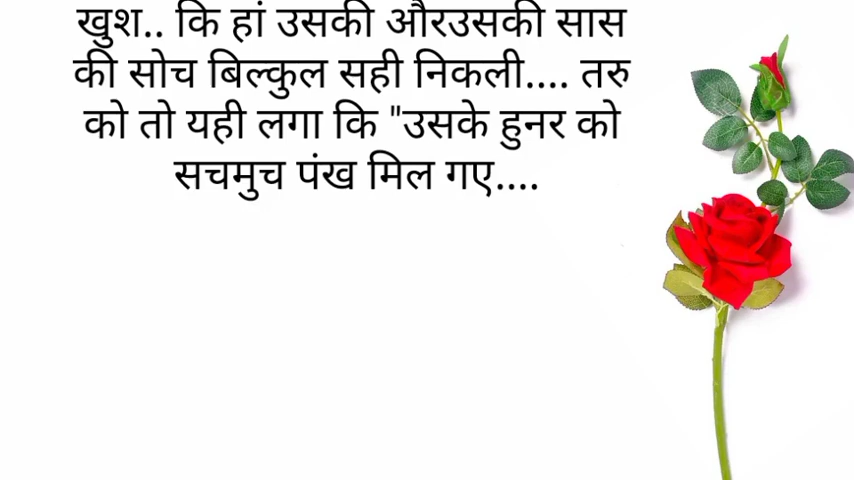 खुश.. कि हां उसकी औरउसकी सास
की सोच बिल्कुल सही निकली.... तरु
को तो यही लगा कि "उसके हुनर को
सचमुच पंख मिल गए....